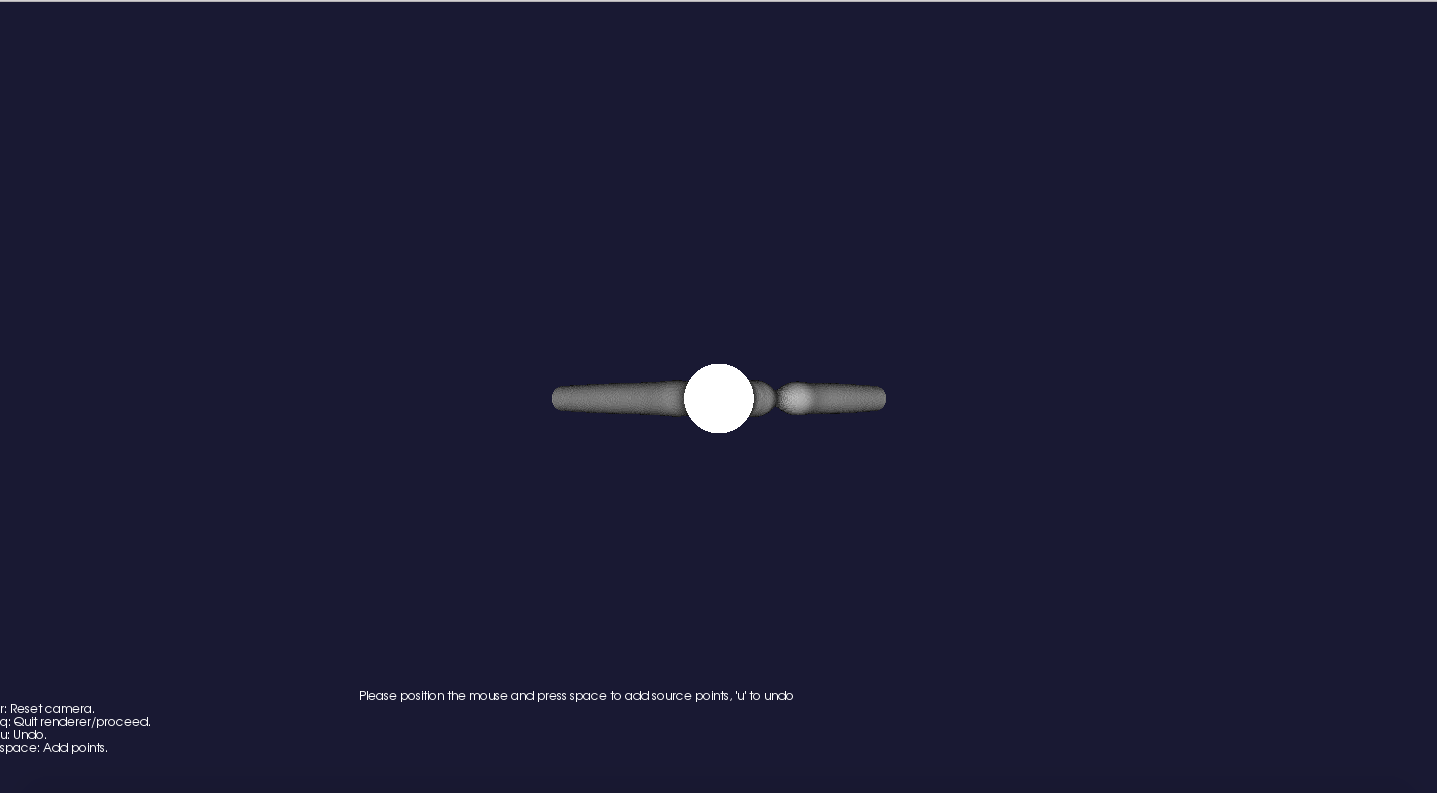 Please position the mouse and press space to add source points, 'u' to undo
r: Reset camera.
q: Quit renderer/proceed.
u: Undo.
space: Add points.